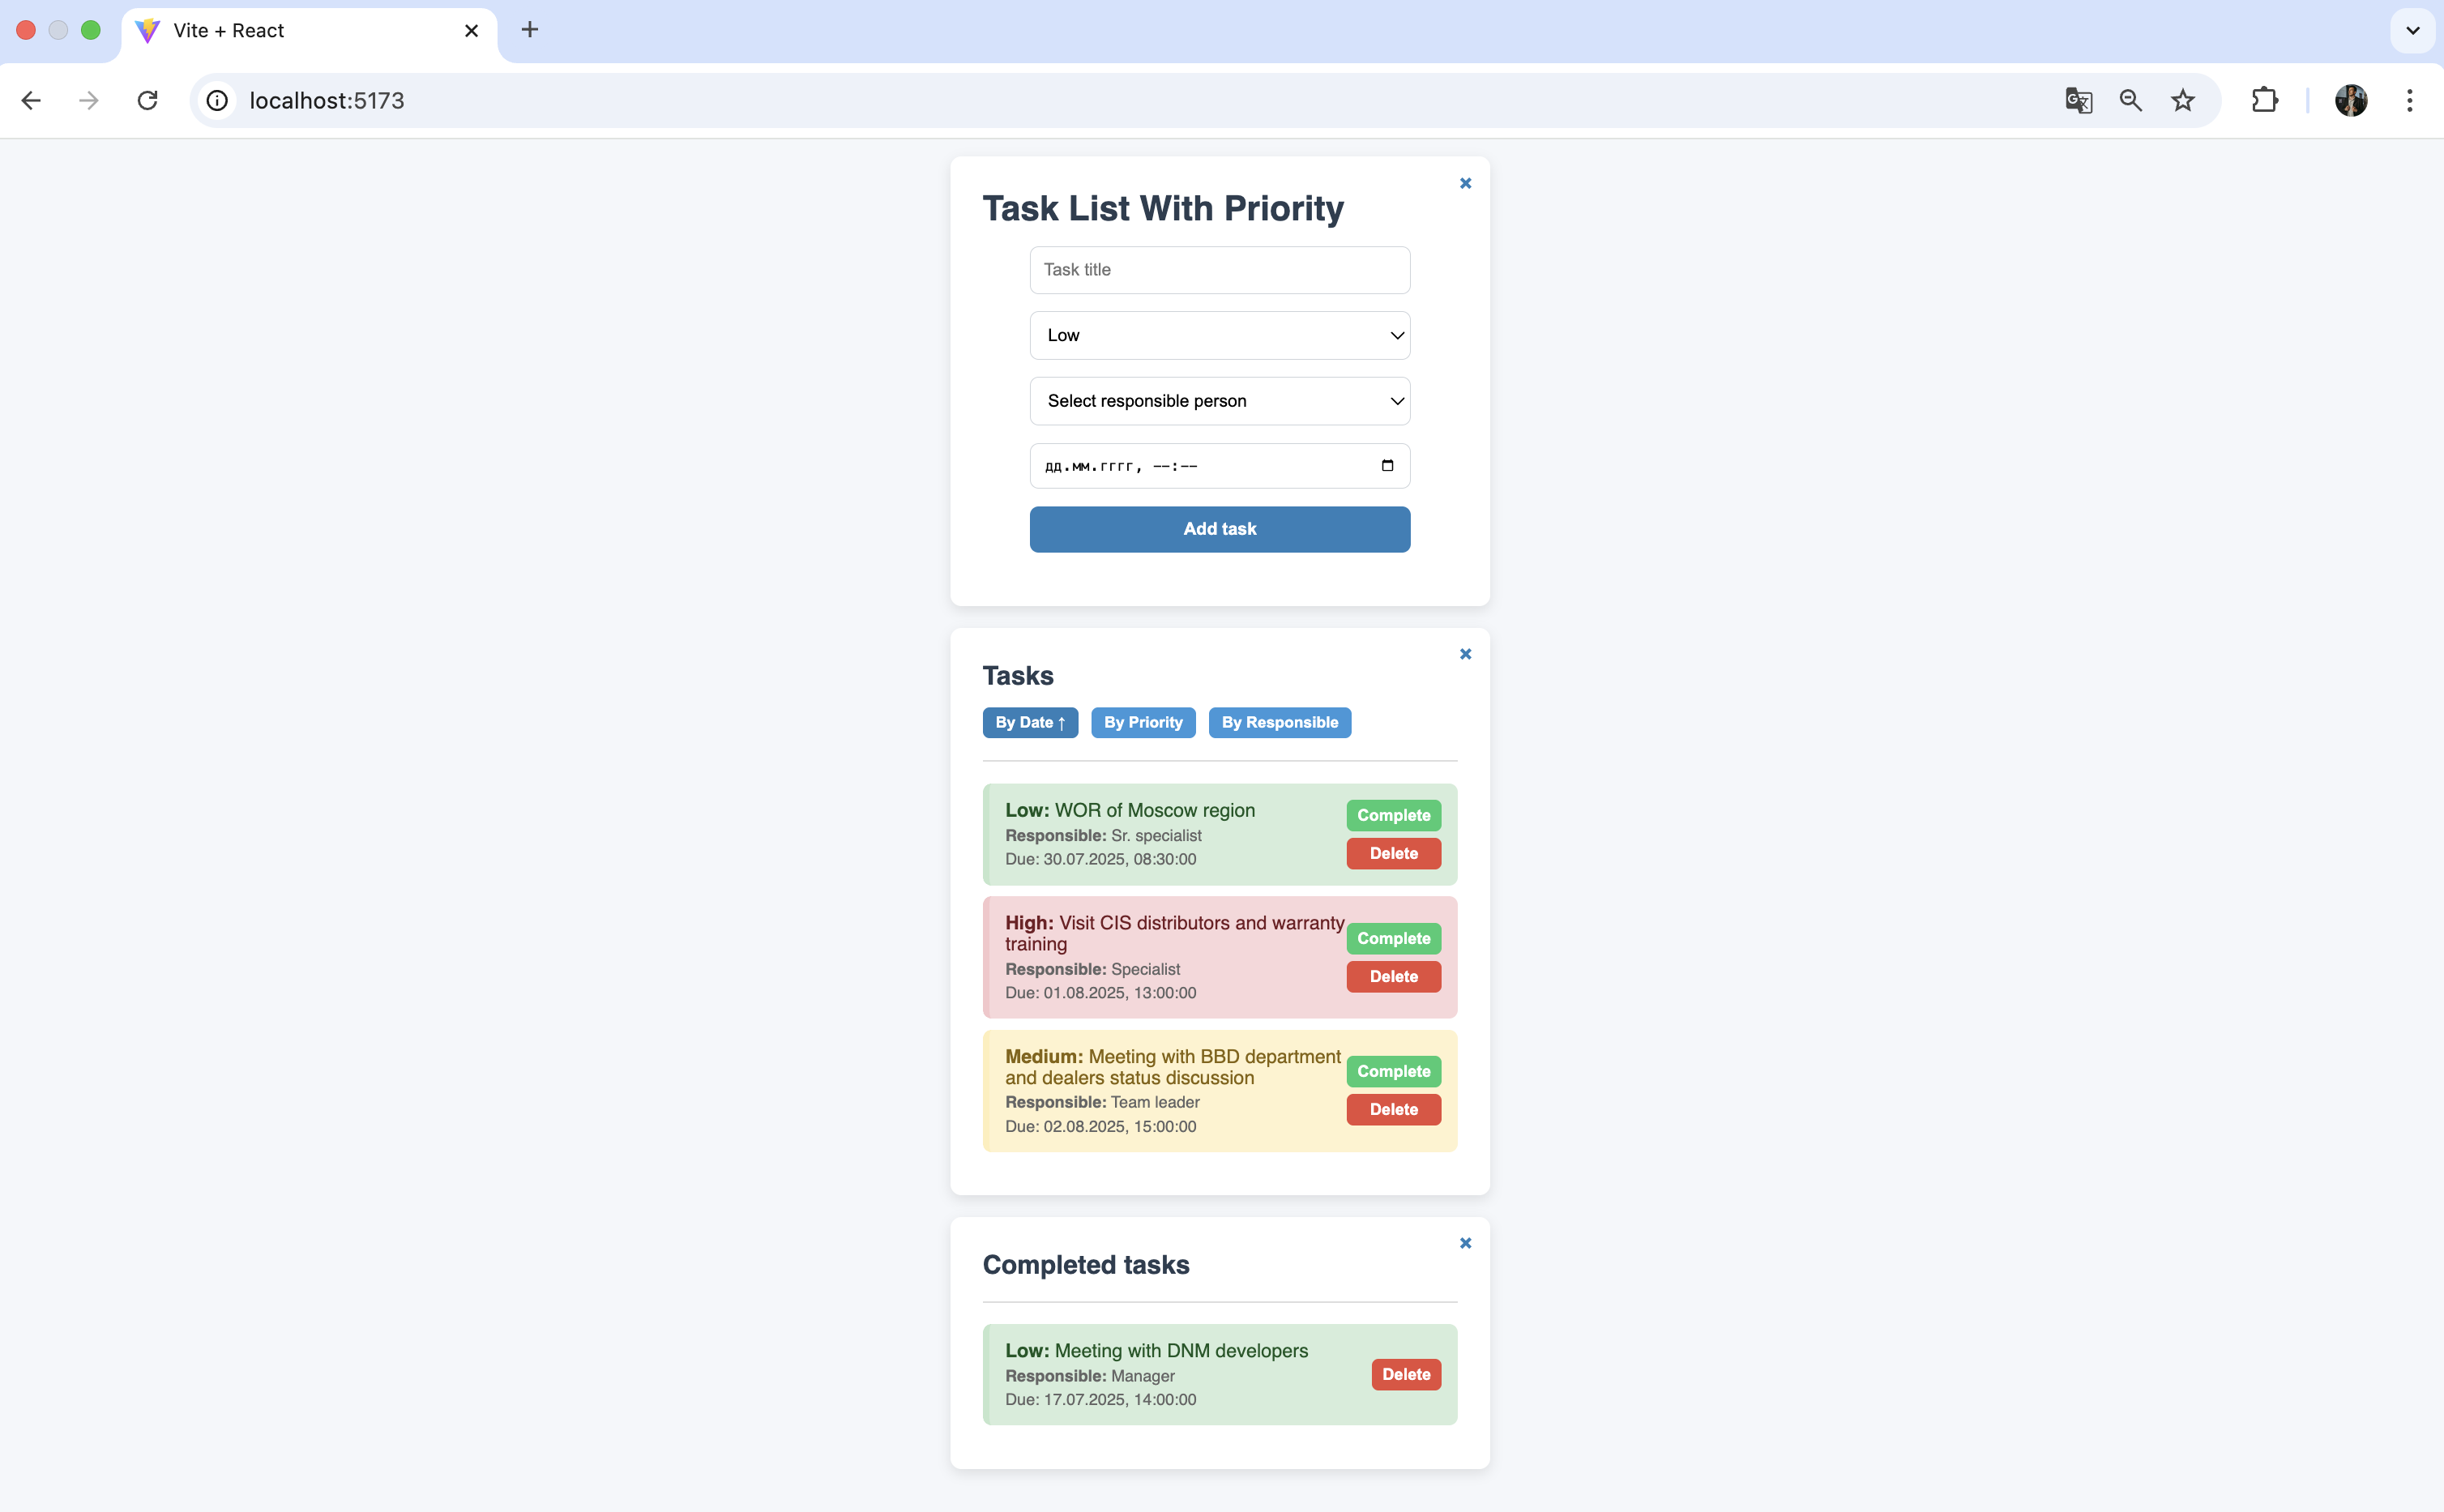 Vite + React
localhost:5173
Task List With Priority
Task title
Low
Select responsible person
дд.мм.гггг, --:--
Add task
Tasks
By Date ↑ By Priority By Responsible
Low: WOR of Moscow region
Complete
Responsible: Sr. specialist
Delete
Due: 30.07.2025, 08:30:00
High: Visit CIS distributors and warranty
training
Complete
Responsible: Specialist
Delete
Due: 01.08.2025, 13:00:00
Medium: Meeting with BBD department
and dealers status discussion
Complete
Responsible: Team leader
Delete
Due: 02.08.2025, 15:00:00
Completed tasks
Low: Meeting with DNM developers
Responsible: Manager
Delete
Due: 17.07.2025, 14:00:00